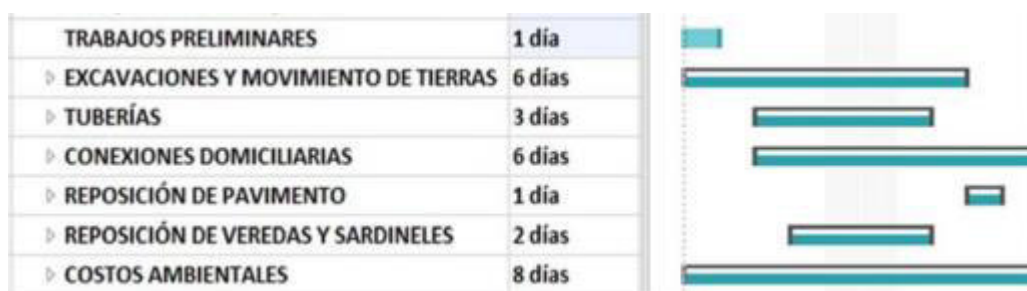 TRABAJOS PRELIMINARES 1 día
EXCAVACIONES Y MOVIMIENTO DE TIERRAS 6 días
TUBERÍAS 3 días
CONEXIONES DOMICILIARIAS 6 días
REPOSICIÓN DE PAVIMENTO 1 día
REPOSICIÓN DE VEREDAS Y SARDINELES 2 días
COSTOS AMBIENTALES 8 días